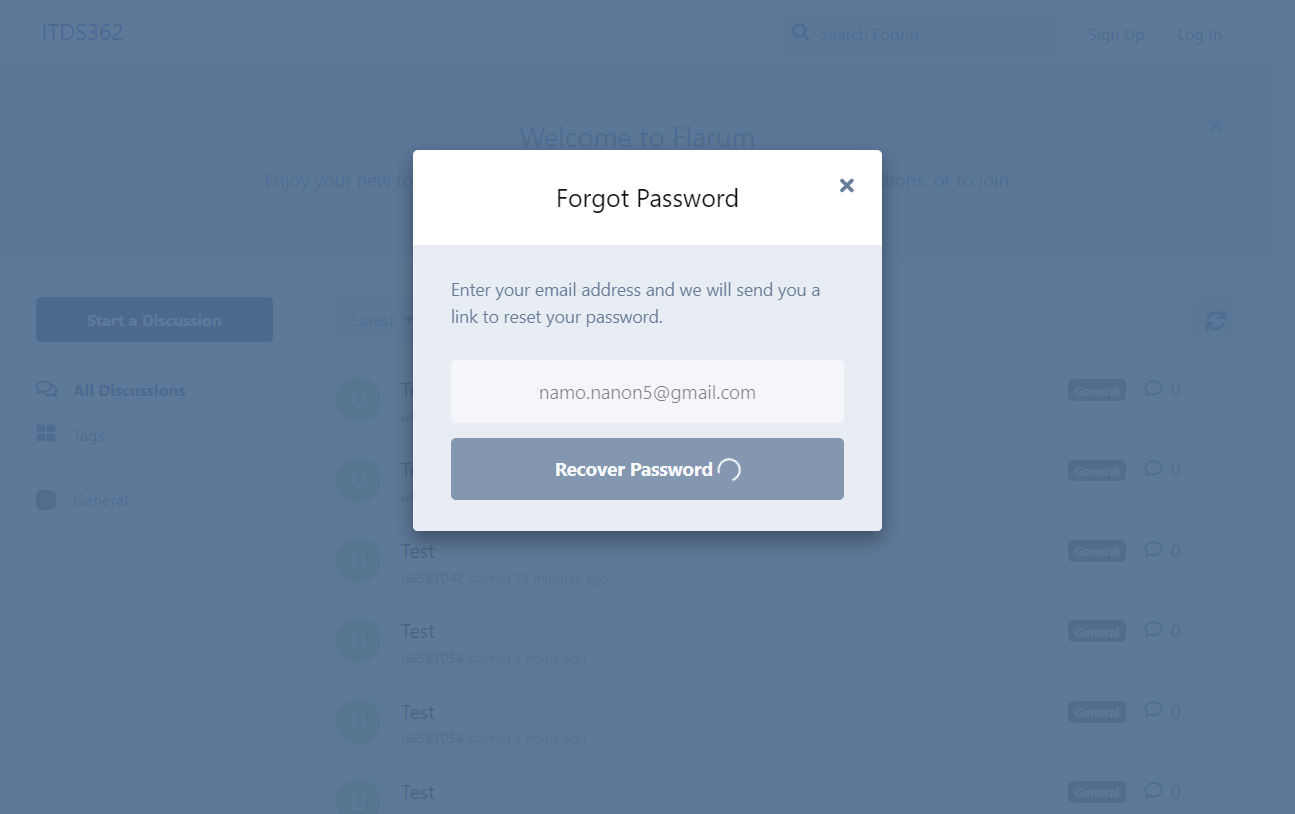 ITDS362
Search Forum
Sign Up
Log In
Welcome to Flarum
Enjoy your new fo
tions, or to join
Forgot Password
Enter your email address and we will send you a
link to reset your password.
namo.nanon5@gmail.com
Recover Password
Start a Discussion
Latest
All Discussions
Tags
General
U
General
0
U
General
0
U
Test
u6587042 started 18 minutes ago
General
0
U
Test
u6587056 started 5 hours ago
General
0
U
Test
u6587056 started 5 hours ago
General
0
U
Test
General
0